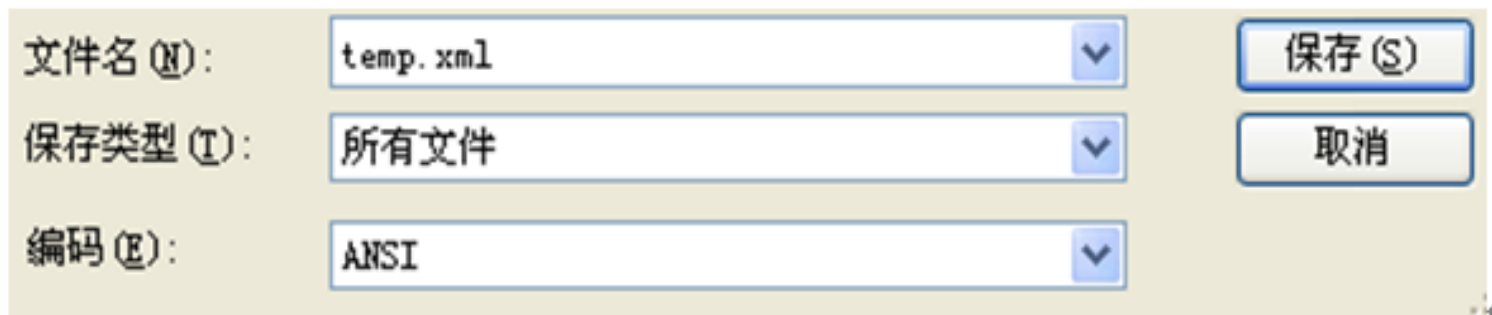 文件名(N): temp.xml 保存(S)
保存类型(T): 所有文件 取消
编码(E): ANSI